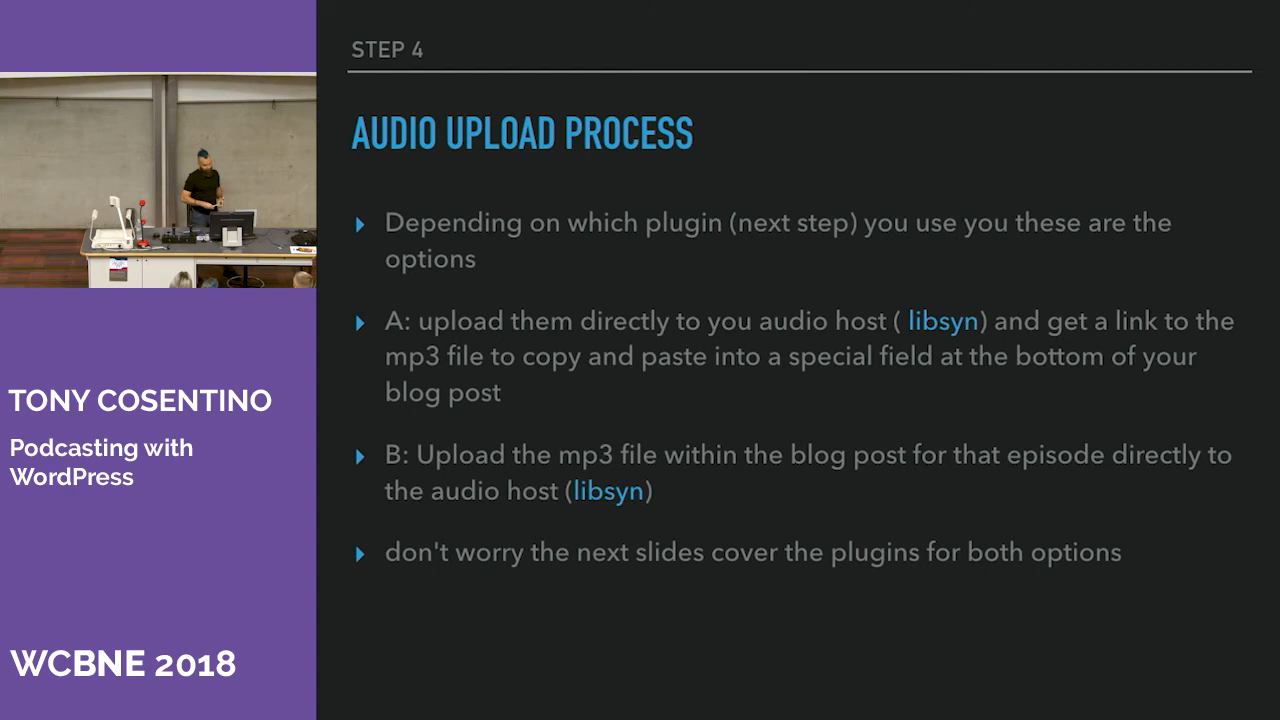 STEP 4
AUDIO UPLOAD PROCESS
Depending on which plugin (next step) you use you these are the
options
A: upload them directly to you audio host ( libsyn) and get a link to the
mp3 file to copy and paste into a special field at the bottom of your
blog post
B: Upload the mp3 file within the blog post for that episode directly to
the audio host (libsyn)
don't worry the next slides cover the plugins for both options
TONY COSENTINO
Podcasting with
WordPress
WCBNE 2018